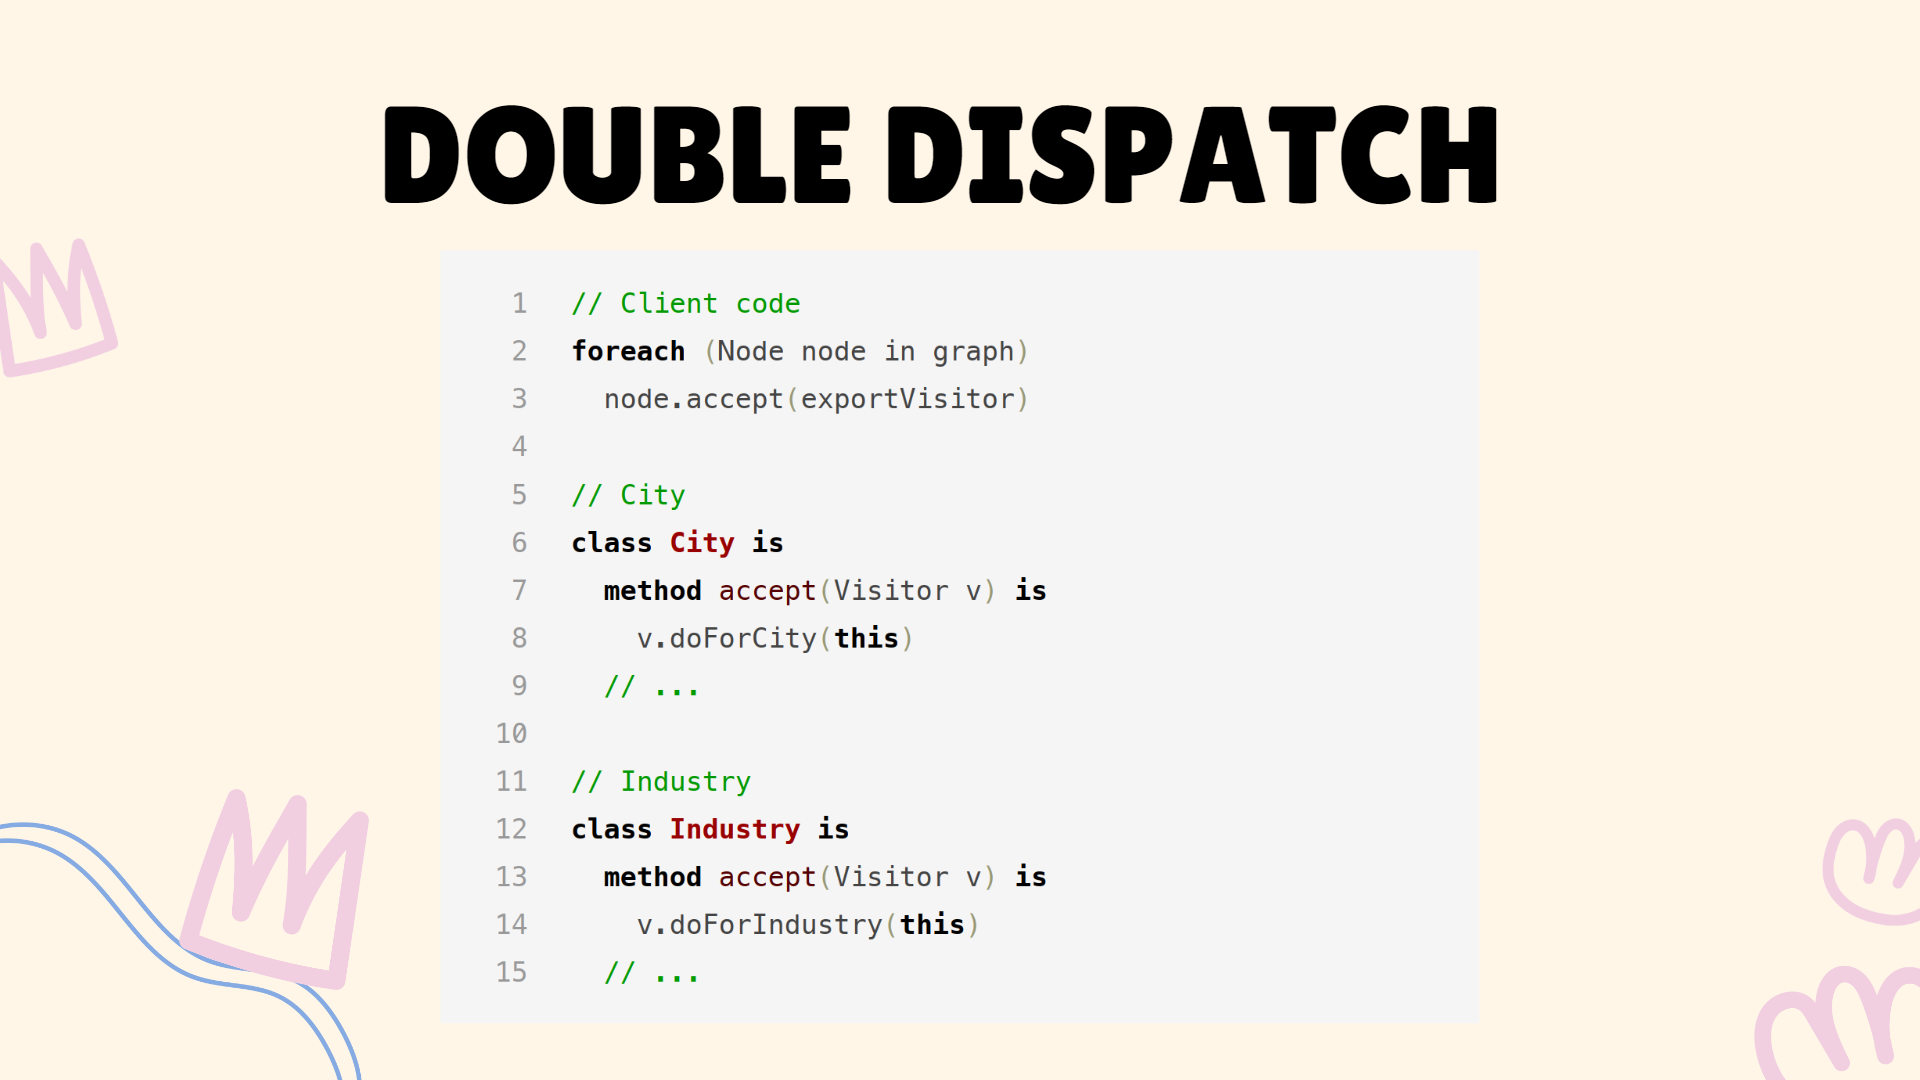 DOUBLE DISPATCH
1 // Client code
2 foreach (Node node in graph)
3   node.accept(exportVisitor)
4
5 // City
6 class City is
7   method accept(Visitor v) is
8     v.doForCity(this)
9   // ...
10
11 // Industry
12 class Industry is
13   method accept(Visitor v) is
14     v.doForIndustry(this)
15   // ...